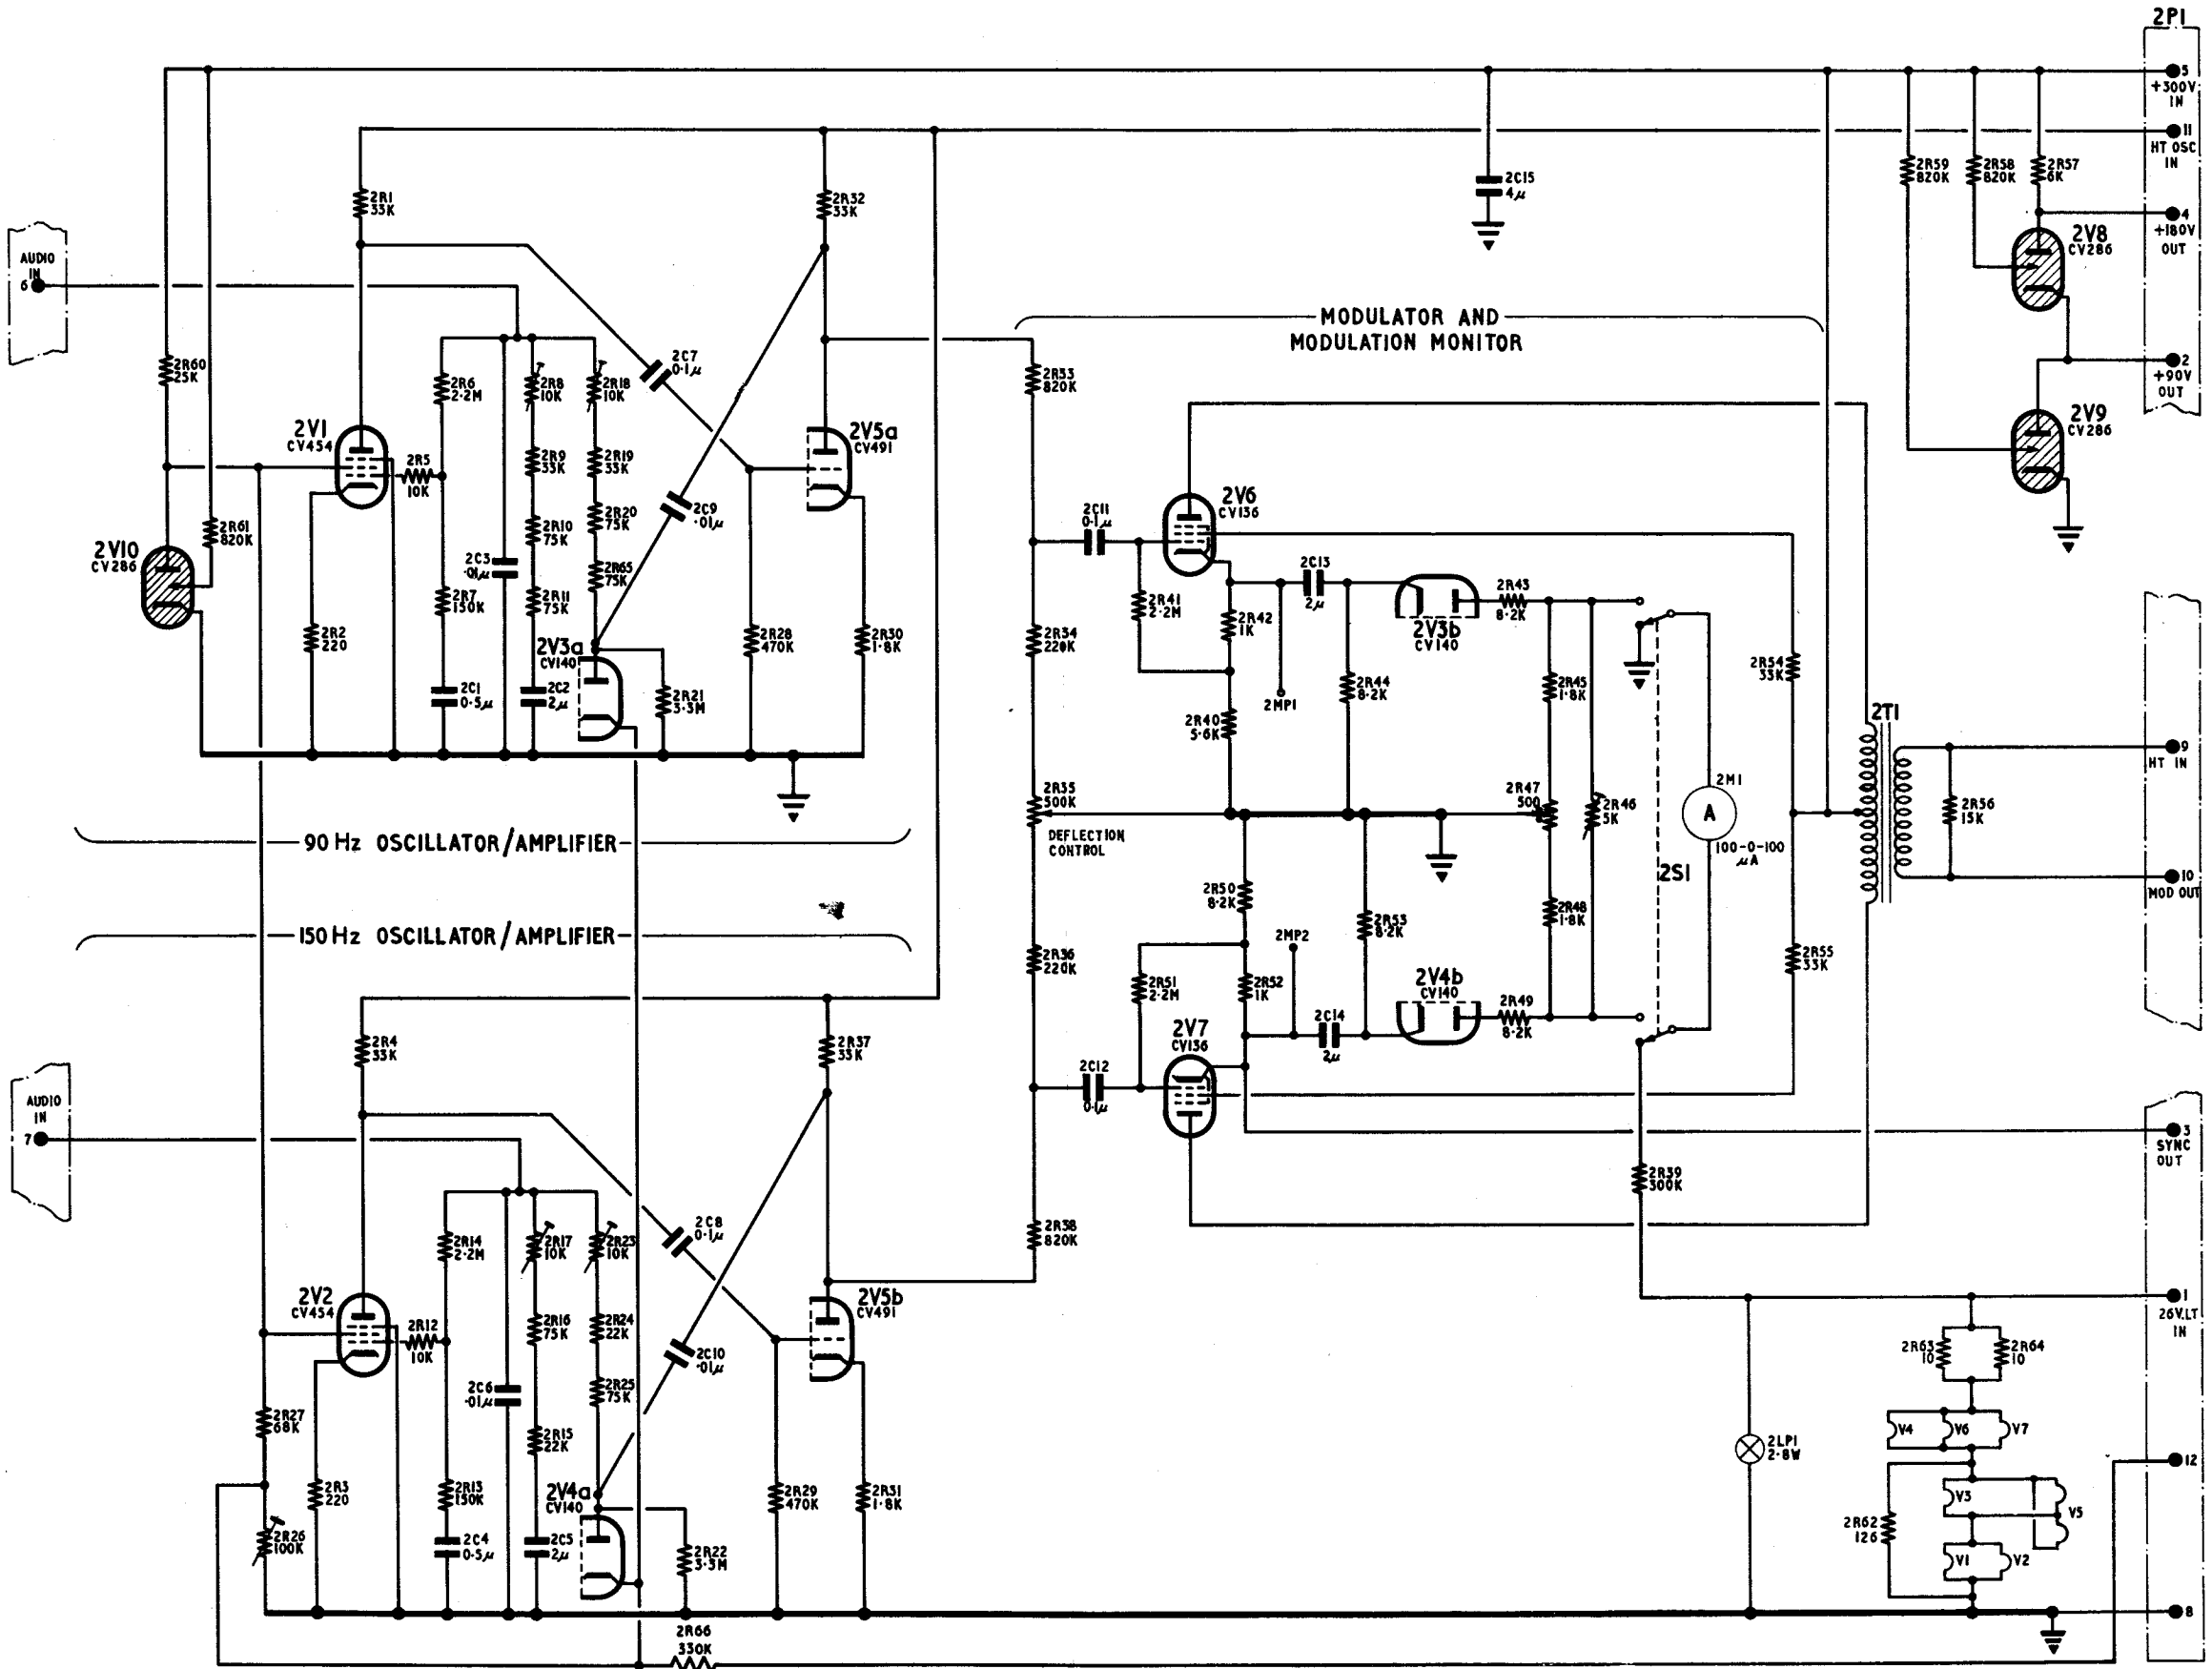 2P1
5
+300V
IN
11
HT OSC
IN
2R59
820K
2R58
820K
2R57
6K
4
+180V
OUT
2V8
CV286
2
+90V
OUT
2V9
CV286
2R1
33K
2R32
33K
2C15
4µ
AUDIO
IN
6
MODULATOR AND
MODULATION MONITOR
2R60
25K
2R6
2·2M
2R8
10K
2R18
10K
2C7
0·1µ
2R33
820K
2V1
CV454
2R5
10K
2R9
33K
2R19
33K
2V5a
CV491
2V10
CV286
2R61
820K
2C3
·01µ
2R10
75K
2R20
75K
2C9
·01µ
2R7
150K
2R11
75K
2R65
75K
2R2
220
2V3a
CV140
2C1
0·5µ
2C2
2µ
2R21
3·3M
2R28
470K
2R30
1·8K
2C11
0·1µ
2V6
CV136
2C13
2µ
2R41
2·2M
2R42
1K
2V3b
CV140
2R43
8·2K
2R34
220K
2R40
5·6K
2MP1
2R44
8·2K
2R45
1·8K
2R54
33K
2T1
9
HT IN
2R35
500K
DEFLECTION
CONTROL
2R47
500
2R46
5K
2M1
A
100-0-100
µA
2S1
2R56
15K
10
MOD OUT
90 Hz OSCILLATOR/AMPLIFIER
150 Hz OSCILLATOR/AMPLIFIER
2R50
8·2K
2R53
8·2K
2R48
1·8K
2R36
220K
2MP2
2R51
2·2M
2R52
1K
2V4b
CV140
2R49
8·2K
2R55
33K
2C14
2µ
2V7
CV136
2C12
0·1µ
2R4
33K
2R37
33K
AUDIO
IN
7
3
SYNC
OUT
2R39
300K
2R14
2·2M
2R17
10K
2R23
10K
2C8
0·1µ
2R38
820K
2V2
CV454
2R12
10K
2R16
75K
2R24
22K
2C10
·01µ
2V5b
CV491
1
26V.LT
IN
2R63
10
2R64
10
2C6
·01µ
2R25
75K
2R27
68K
2R15
22K
V4
V6
V7
2LP1
2·8W
12
2R3
220
2R13
150K
2V4a
CV140
2R29
470K
2R31
1·8K
V3
V5
2R62
126
2R26
100K
2C4
0·5µ
2C5
2µ
2R22
3·3M
V1
V2
8
2R66
330K